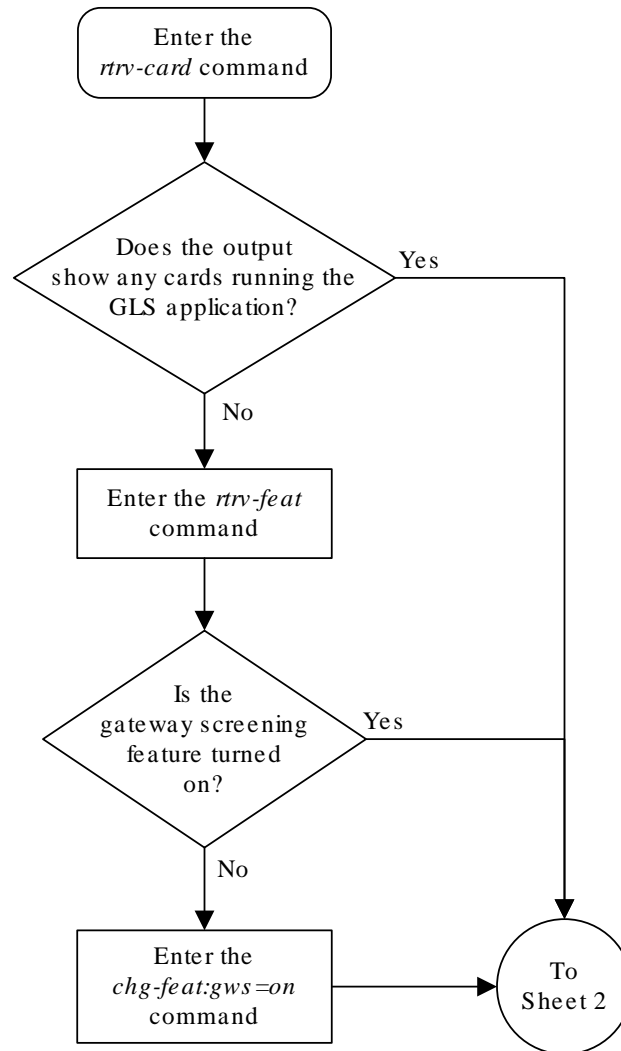 Enter the
rtrv-card command
Does the output
show any cards running the
GLS application?
Yes
No
Enter the rtrv-feat
command
Is the
gateway screening
feature turned
on?
Yes
No
Enter the
chg-feat:gws=on
command
To
Sheet 2